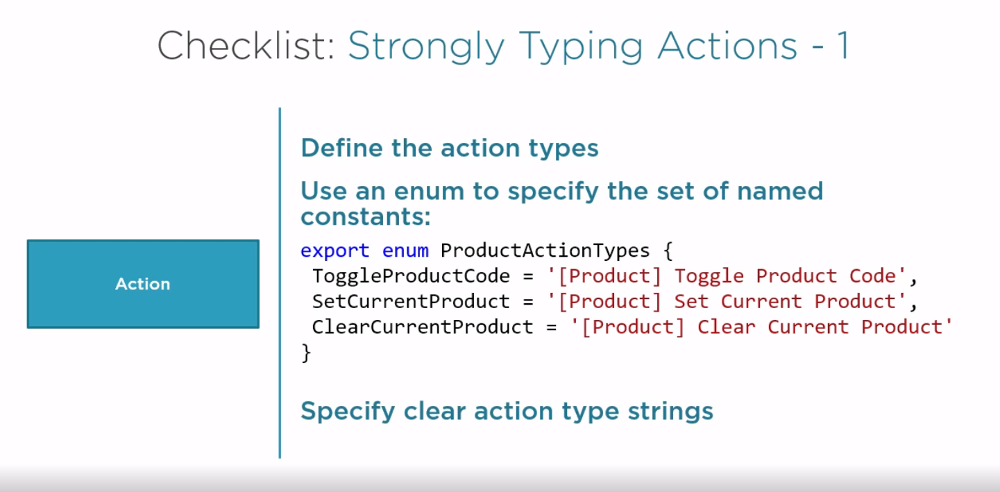 Checklist: Strongly Typing Actions - 1
Define the action types
Use an enum to specify the set of named
constants:
export enum ProductActionTypes {
ToggleProductCode = '[Product] Toggle Product Code',
SetCurrentProduct = '[Product] Set Current Product',
ClearCurrentProduct = '[Product] Clear Current Product'
}
Action
Specify clear action type strings